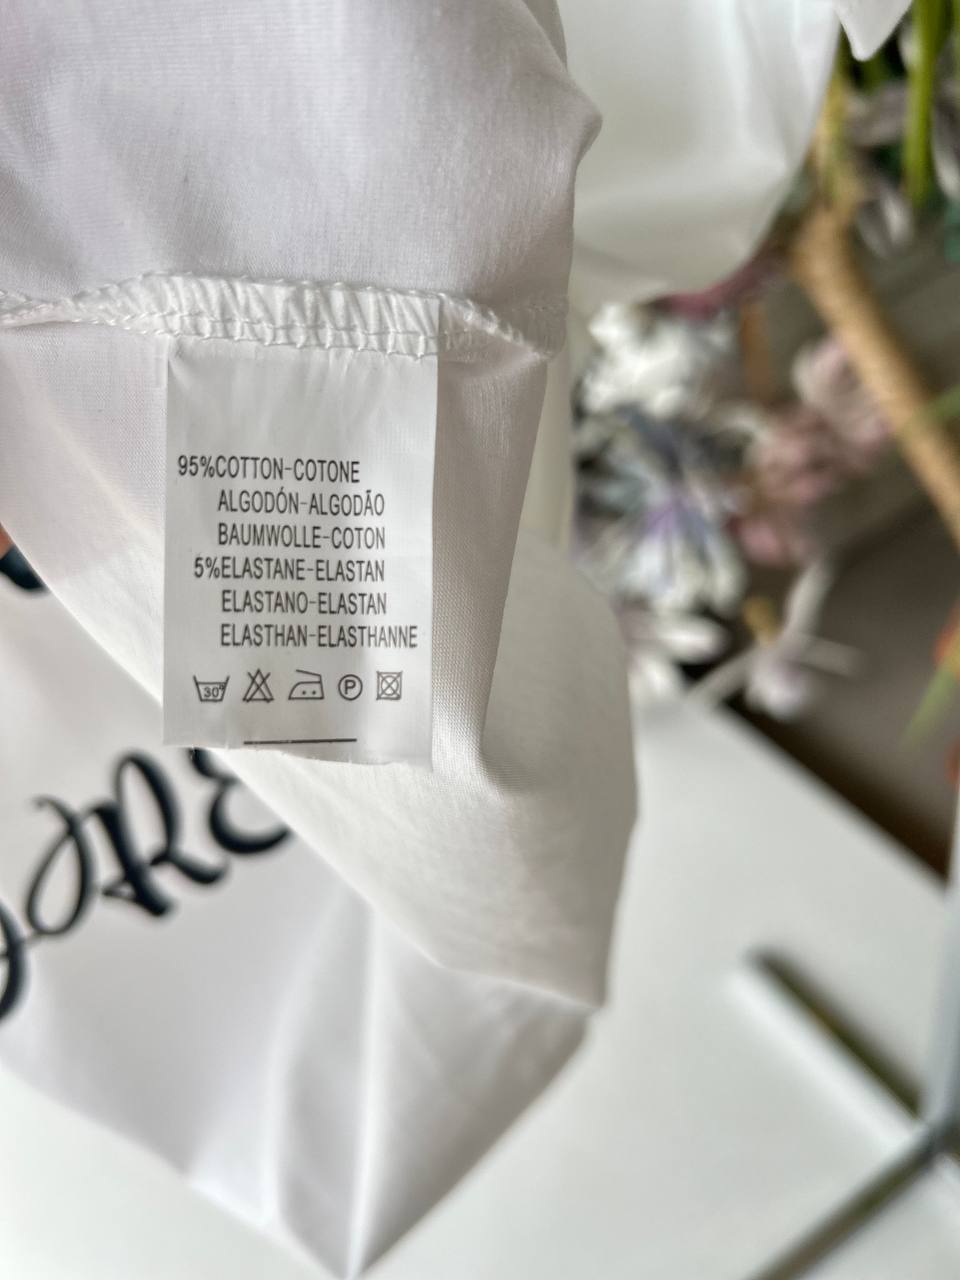 95%COTTON-COTONE
ALGODÓN-ALGODÃO
BAUMWOLLE-COTON
5%ELASTANE-ELASTAN
ELASTANO-ELASTAN
ELASTHAN-ELASTHANNE
30° P